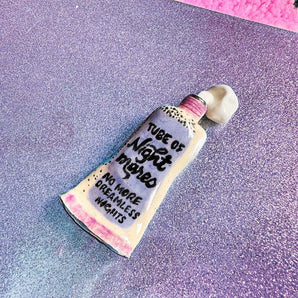 TUBE OF
Night
mares
NO MORE
DREAMLESS
NIGHTS